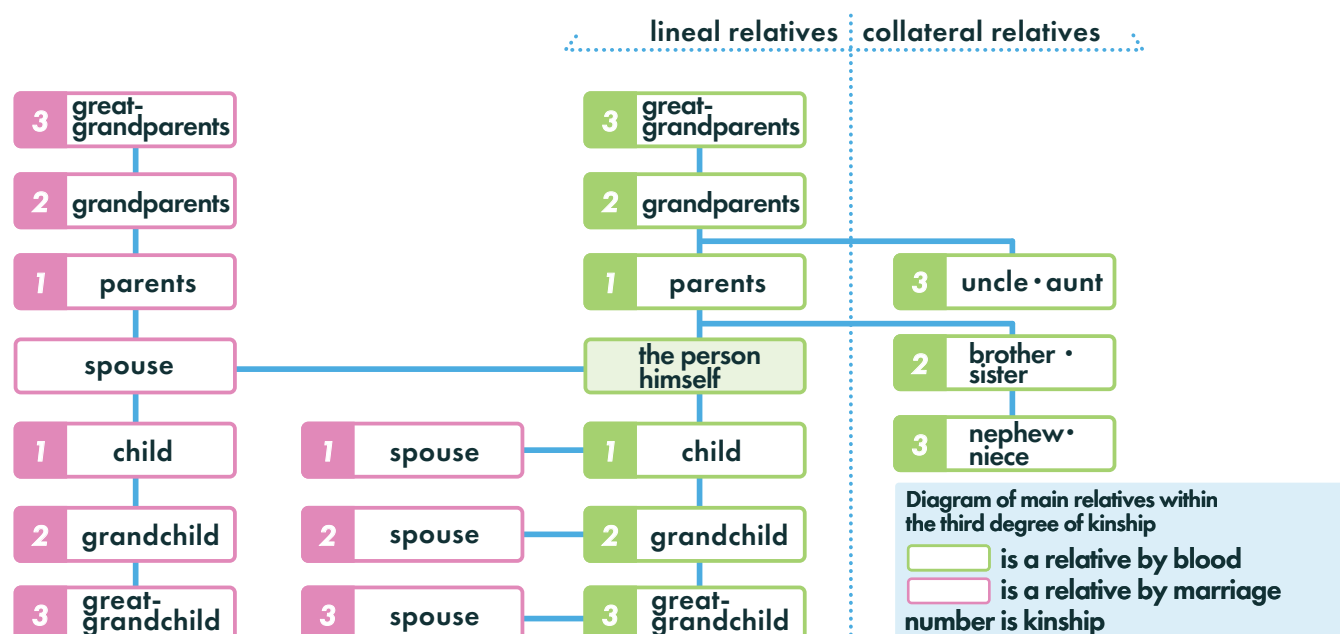 lineal relatives
collateral relatives
3 great-
grandparents
3 great-
grandparents
2 grandparents
2 grandparents
1 parents
1 parents
3 uncle・aunt
spouse
the person
himself
2 brother・
sister
1 child
1 spouse
1 child
3 nephew・
niece
2 grandchild
2 spouse
2 grandchild
3 great-
grandchild
3 spouse
3 great-
grandchild
Diagram of main relatives within
the third degree of kinship
is a relative by blood
is a relative by marriage
number is kinship